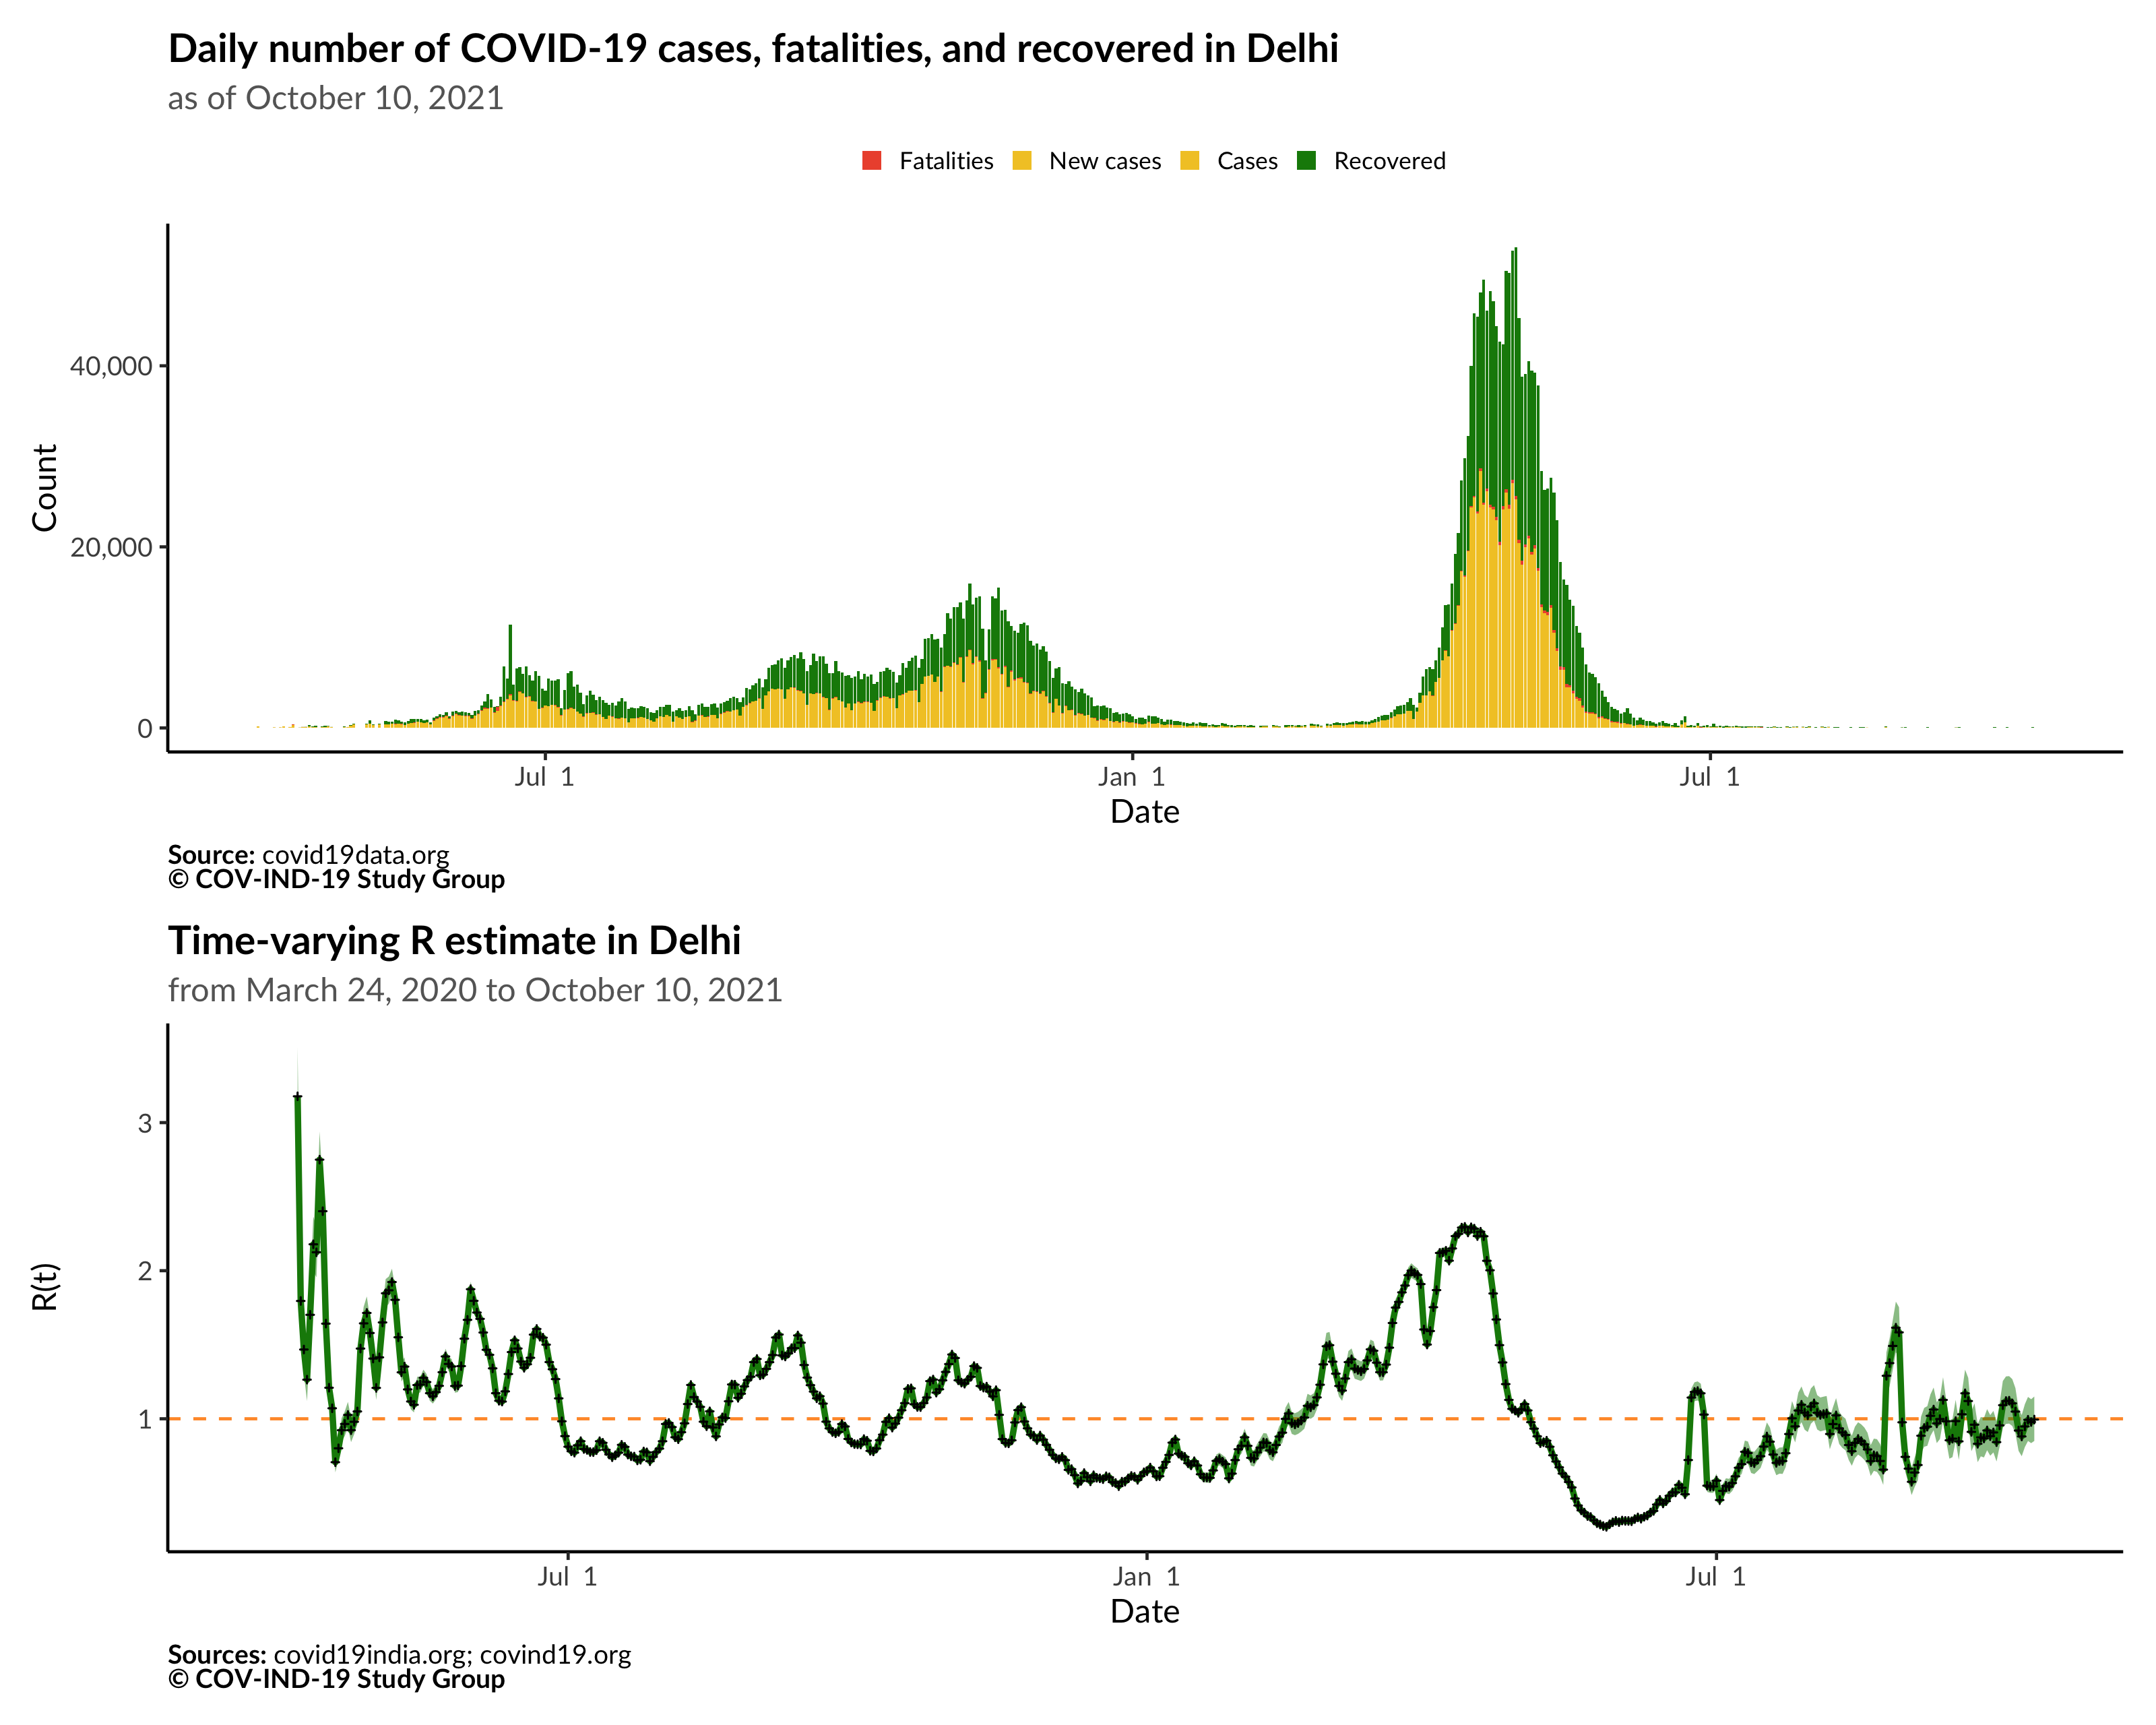 Daily number of COVID-19 cases, fatalities, and recovered in Delhi
as of October 10, 2021
Fatalities New cases Cases Recovered
Count
40,000
20,000
0
Jul 1 Jan 1 Jul 1
Date
Source: covid19data.org
© COV-IND-19 Study Group
Time-varying R estimate in Delhi
from March 24, 2020 to October 10, 2021
R(t)
3
2
1
Jul 1 Jan 1 Jul 1
Date
Sources: covid19india.org; covind19.org
© COV-IND-19 Study Group